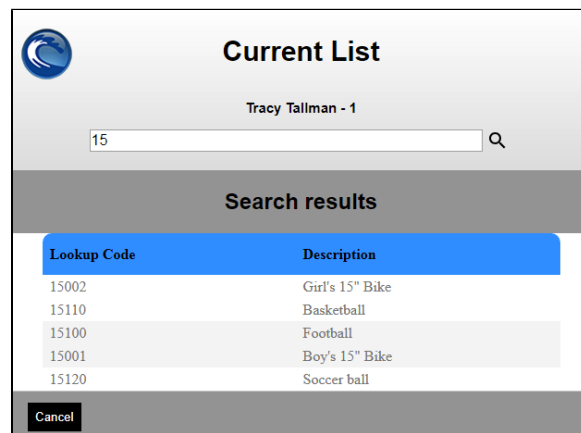 Current List
Tracy Tallman - 1
15
Search results
Lookup Code Description
15002 Girl's 15" Bike
15110 Basketball
15100 Football
15001 Boy's 15" Bike
15120 Soccer ball
Cancel